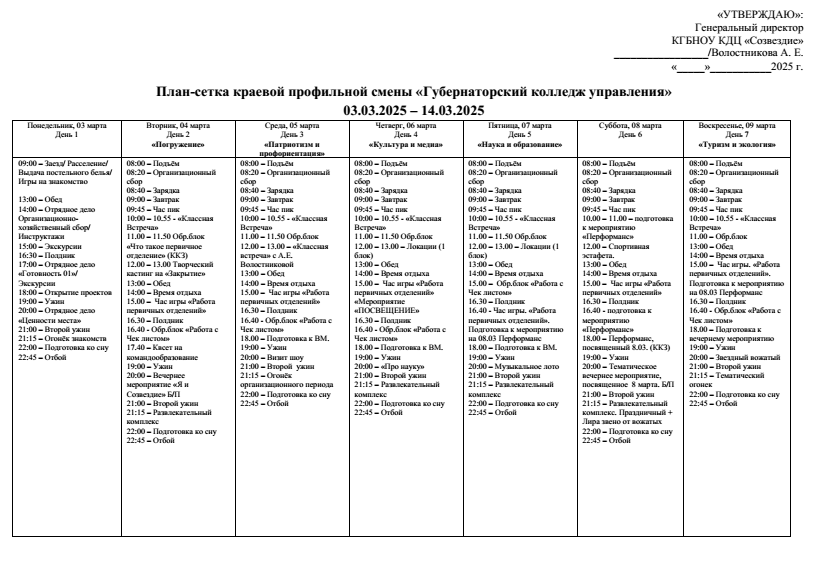 «УТВЕРЖДАЮ»:
Генеральный директор
КГБНОУ КДЦ «Созвездие»
_________________/Волостникова А. Е.
«_____»___________2025 г.
План-сетка краевой профильной смены «Губернаторский колледж управления»
03.03.2025 – 14.03.2025
Понедельник, 03 марта
День 1
09:00 – Заезд/ Расселение/
Выдача постельного белья/
Игры на знакомство
13:00 – Обед
14:00 – Отрядное дело
Организационно-
хозяйственный сбор/
Инструктажи
15:00 – Экскурсии
16:30 – Полдник
17:00 – Отрядное дело
«Готовность 01»/
Экскурсии
18:00 – Открытие проектов
19:00 – Ужин
20:00 – Отрядное дело
«Ценности места»
21:00 – Второй ужин
21:15 – Огонёк знакомств
22:00 – Подготовка ко сну
22:45 – Отбой
Вторник, 04 марта
День 2
«Погружение»
08:00 – Подъём
08:20 – Организационный
сбор
08:40 – Зарядка
09:00 – Завтрак
09:45 – Час пик
10:00 – 10.55 - «Классная
Встреча»
11.00 – 11.50 Обр.блок
«Что такое первичное
отделение» (ККЗ)
12.00 – 13.00 Творческий
кастинг на «Закрытие»
13:00 – Обед
14:00 – Время отдыха
15.00 – Час игры «Работа
первичных отделений»
16.30 – Полдник
16.40 - Обр.блок «Работа с
Чек листом»
17.40 – Квест на
командообразование
19:00 – Ужин
20:00 – Вечернее
мероприятие «Я и
Созвездие» Б/П
21:00 – Второй ужин
21:15 – Развлекательный
комплекс
22:00 – Подготовка ко сну
22:45 – Отбой
Среда, 05 марта
День 3
«Патриотизм и
профориентация»
08:00 – Подъём
08:20 – Организационный
сбор
08:40 – Зарядка
09:00 – Завтрак
09:45 – Час пик
10:00 – 10.55 - «Классная
Встреча»
11.00 – 11.50 Обр.блок
12.00 – 13.00 – «Классная
встреча» с А.Е.
Волостниковой
13:00 – Обед
14:00 – Время отдыха
15.00 – Час игры «Работа
первичных отделений»
16.30 – Полдник
16.40 - Обр.блок «Работа с
Чек листом»
18.00 – Подготовка к ВМ.
19:00 – Ужин
20:00 – Визит шоу
21:00 – Второй ужин
21:15 – Огонёк
организационного периода
22:00 – Подготовка ко сну
22:45 – Отбой
Четверг, 06 марта
День 4
«Культура и медиа»
08:00 – Подъём
08:20 – Организационный
сбор
08:40 – Зарядка
09:00 – Завтрак
09:45 – Час пик
10:00 – 10.55 - «Классная
Встреча»
11.00 – 11.50 Обр.блок
12:00 – 13:00 – Локации (1
блок)
13:00 – Обед
14:00 – Время отдыха
15.00 – Час игры «Работа
первичных отделений»
«Мероприятие
«ПОСВЕЩЕНИЕ»
16.30 – Полдник
16.40 - Обр.блок «Работа с
Чек листом»
18.00 – Подготовка к ВМ.
19:00 – Ужин
20:00 – «Про науку»
21:00 – Второй ужин
21:15 – Развлекательный
комплекс
22:00 – Подготовка ко сну
22:45 – Отбой
Пятница, 07 марта
День 5
«Наука и образование»
08:00 – Подъём
08:20 – Организационный
сбор
08:40 – Зарядка
09:00 – Завтрак
09:45 – Час пик
10:00 – 10.55 - «Классная
Встреча»
11.00 – 11.50 Обр.блок
12:00 – 13:00 – Локации (1
блок)
13:00 – Обед
14:00 – Время отдыха
15.00 – Обр.блок «Работа с
Чек листом»
16.30 – Полдник
16.40 - Час игры. «Работа
первичных отделений».
Подготовка к мероприятию
на 08.03 Перформанс
18.00 – Подготовка к ВМ.
19:00 – Ужин
20:00 – Музыкальное лото
21:00 – Второй ужин
21:15 – Развлекательный
комплекс
22:00 – Подготовка ко сну
22:45 – Отбой
Суббота, 08 марта
День 6
08:00 – Подъём
08:20 – Организационный
сбор
08:40 – Зарядка
09:00 – Завтрак
09:45 – Час пик
10.00 – 11.00 – подготовка
к мероприятию
«Перформанс»
12.00 – Спортивная
эстафета.
13:00 – Обед
14:00 – Время отдыха
15.00 – Час игры «Работа
первичных отделений»
16.30 – Полдник
16.40 - подготовка к
мероприятию
«Перформанс»
18.00 – Перформанс,
посвященный 8.03. (ККЗ)
19:00 – Ужин
20:00 – Тематическое
вечернее мероприятие,
посвященное 8 марта. Б/П
21:00 – Второй ужин
21:15 – Развлекательный
комплекс. Праздничный +
Лира звено от вожатых
22:00 – Подготовка ко сну
22:45 – Отбой
Воскресенье, 09 марта
День 7
«Туризм и экология»
08:00 – Подъём
08:20 – Организационный
сбор
08:40 – Зарядка
09:00 – Завтрак
09:45 – Час пик
10:00 – 10.55 - «Классная
Встреча»
11.00 – 11.50 Обр.блок
13:00 – Обед
14:00 – Время отдыха
15.00 – Час игры. «Работа
первичных отделений».
Подготовка к мероприятию
на 08.03 Перформанс
16.30 – Полдник
16.40 - Обр.блок «Работа с
Чек листом»
18.00 – Подготовка к
вечернему мероприятию
19:00 – Ужин
20:00 – Звездный вожатый
21:00 – Второй ужин
21:15 – Тематический
огонек
22:00 – Подготовка ко сну
22:45 – Отбой